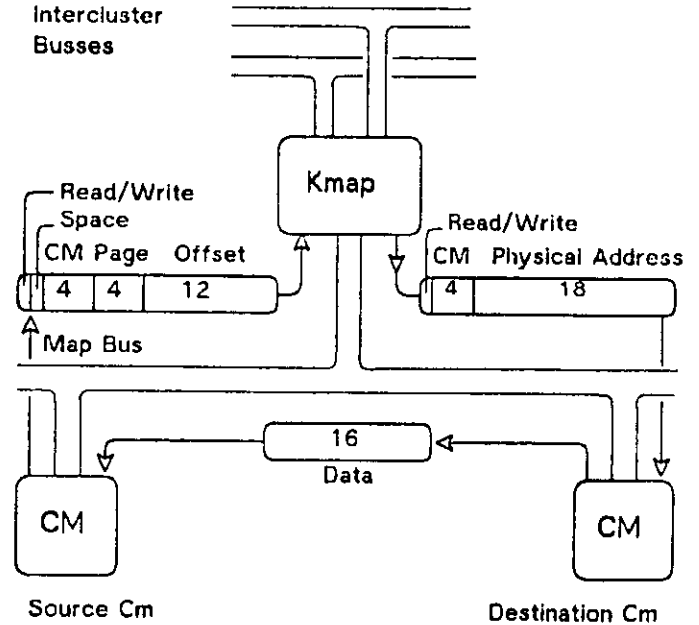 Intercluster
Busses
Kmap
Read/Write
Space
CM Page Offset
4 4 12
Read/Write
CM Physical Address
4 18
Map Bus
16
Data
CM
CM
Source Cm
Destination Cm